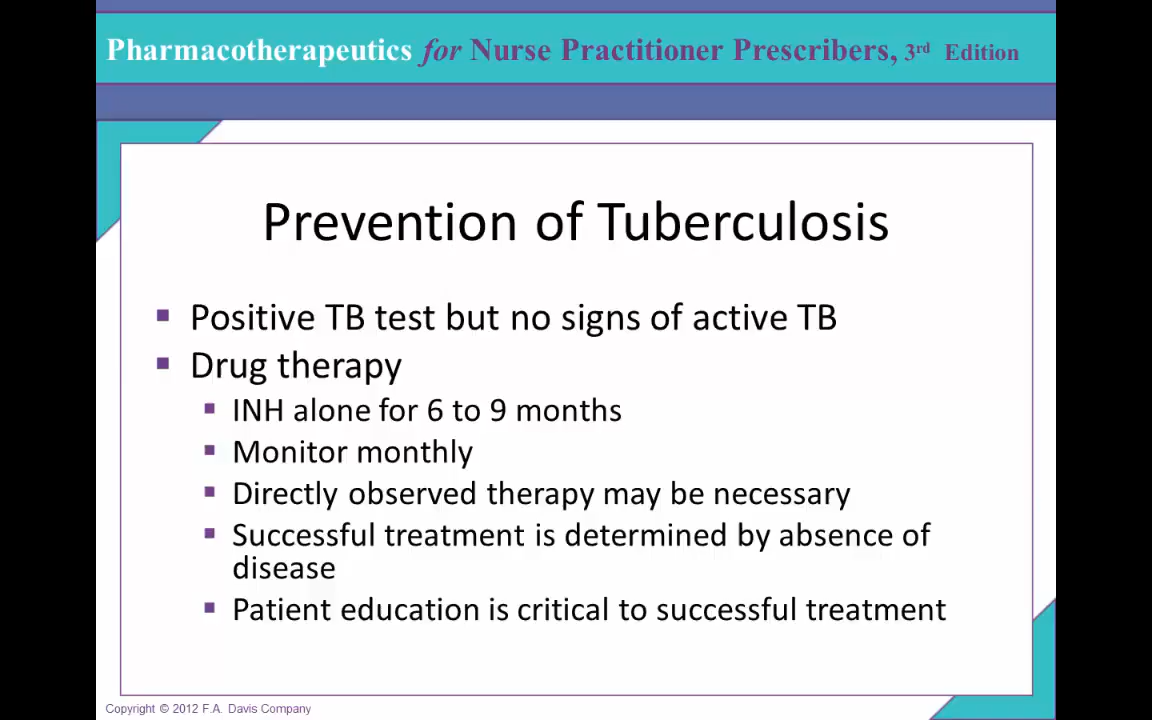 Pharmacotherapeutics for Nurse Practitioner Prescribers, 3rd Edition
Prevention of Tuberculosis
Positive TB test but no signs of active TB
Drug therapy
INH alone for 6 to 9 months
Monitor monthly
Directly observed therapy may be necessary
Successful treatment is determined by absence of
disease
Patient education is critical to successful treatment
Copyright © 2012 F.A. Davis Company